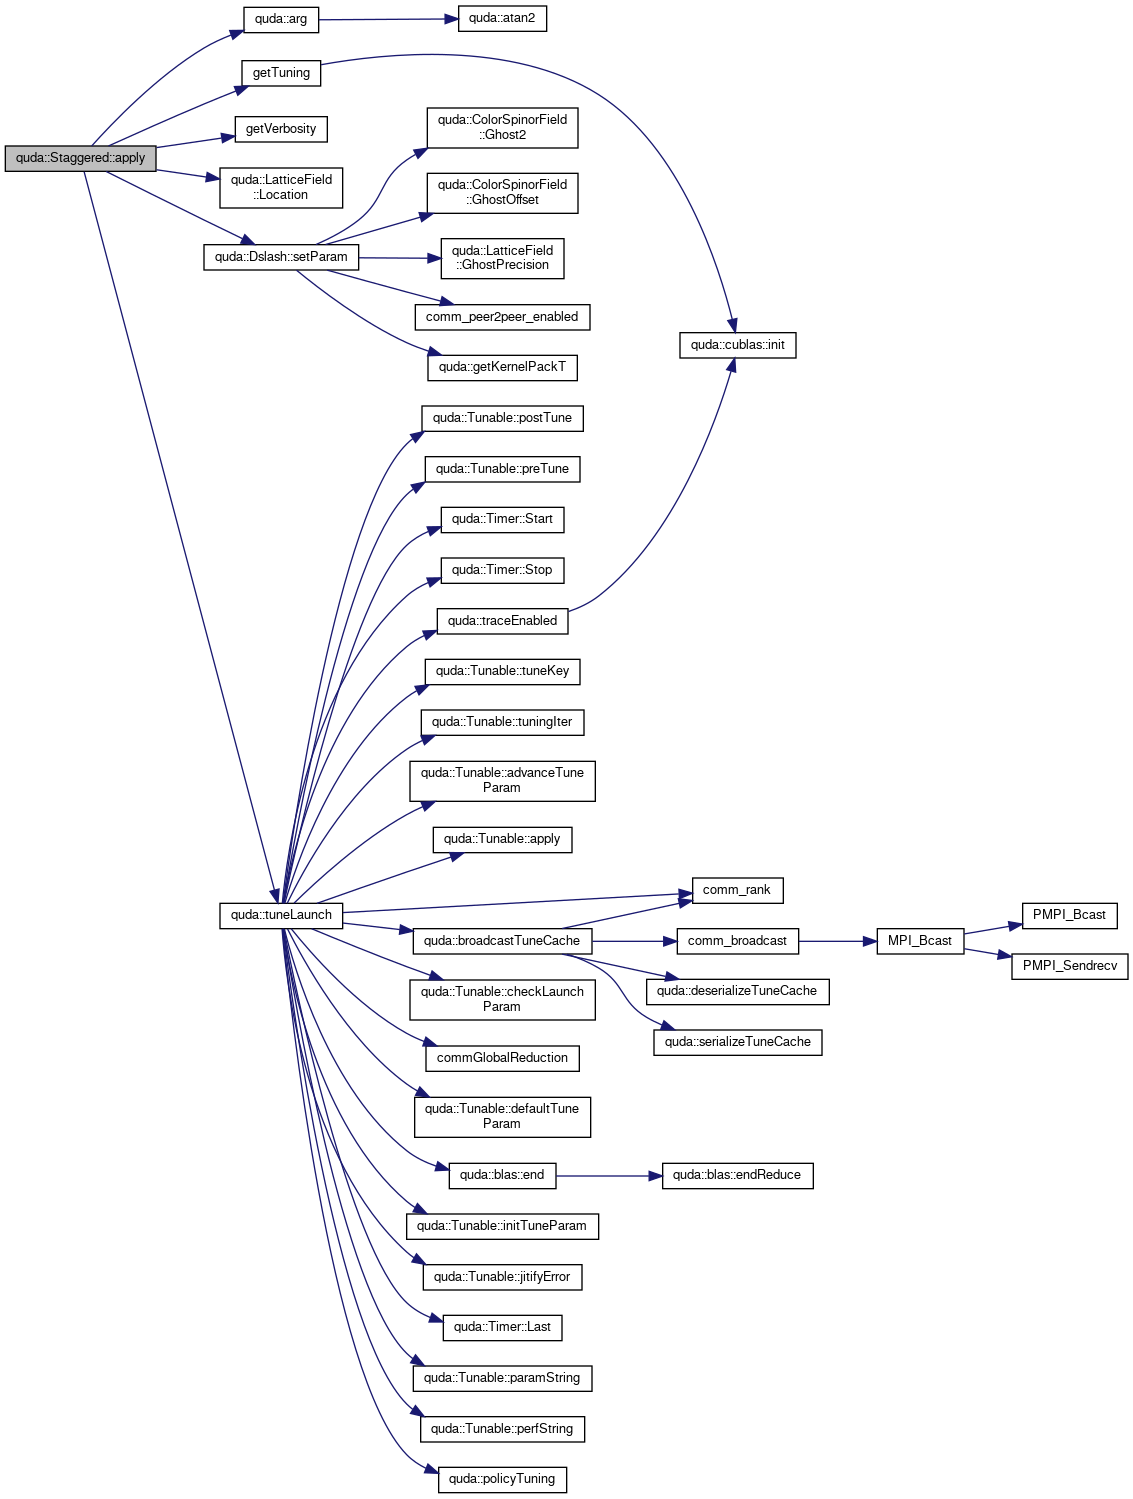 quda::arg
quda::atan2
getTuning
quda::ColorSpinorField
::Ghost2
getVerbosity
quda::Staggered::apply
quda::LatticeField
::Location
quda::ColorSpinorField
::GhostOffset
quda::Dslash::setParam
quda::LatticeField
::GhostPrecision
comm_peer2peer_enabled
quda::cublas::init
quda::getKernelPackT
quda::Tunable::postTune
quda::Tunable::preTune
quda::Timer::Start
quda::Timer::Stop
quda::traceEnabled
quda::Tunable::tuneKey
quda::Tunable::tuningIter
quda::Tunable::advanceTune
Param
quda::Tunable::apply
comm_rank
quda::tuneLaunch
PMPI_Bcast
quda::broadcastTuneCache
comm_broadcast
MPI_Bcast
PMPI_Sendrecv
quda::Tunable::checkLaunch
Param
quda::deserializeTuneCache
quda::serializeTuneCache
commGlobalReduction
quda::Tunable::defaultTune
Param
quda::blas::end
quda::blas::endReduce
quda::Tunable::initTuneParam
quda::Tunable::jitifyError
quda::Timer::Last
quda::Tunable::paramString
quda::Tunable::perfString
quda::policyTuning